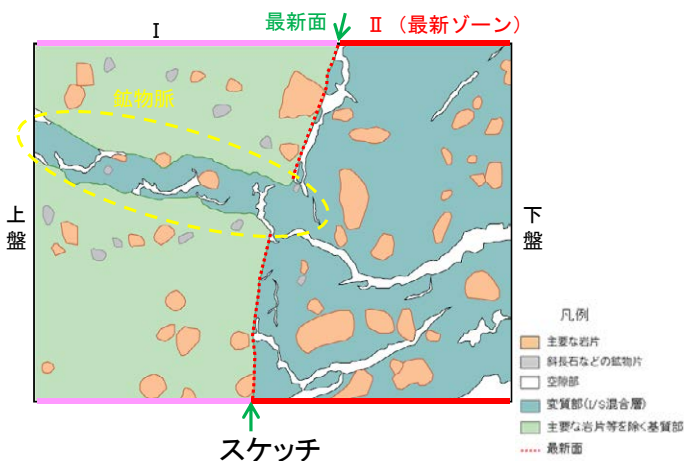 最新面
Ⅰ
Ⅱ（最新ゾーン）
鉱物脈
上盤
下盤
凡例
主要な岩片
斜長石などの鉱物片
空隙部
変質部(I/S混合層)
主要な岩片等を除く基質部
最新面
スケッチ